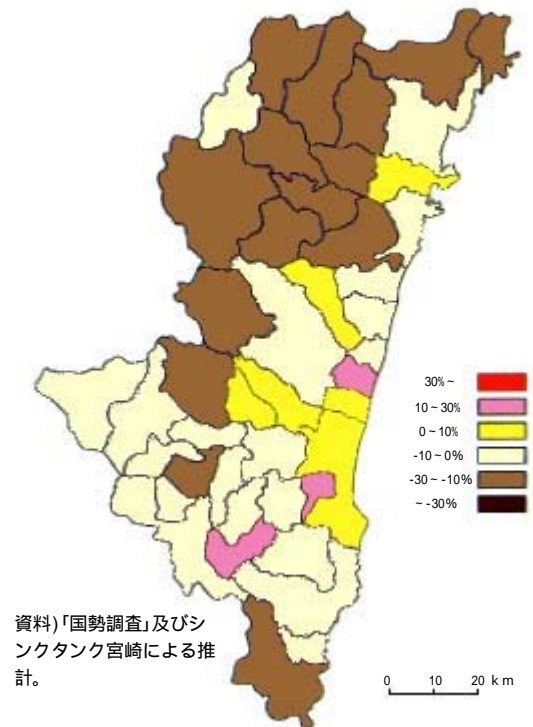 30% ~
10 ~ 30%
0 ~ 10%
-10 ~ 0%
-30 ~ -10%
~ -30%
資料)「国勢調査」及びシ
ンクタンク宮崎による推
計。
0 10 20 km